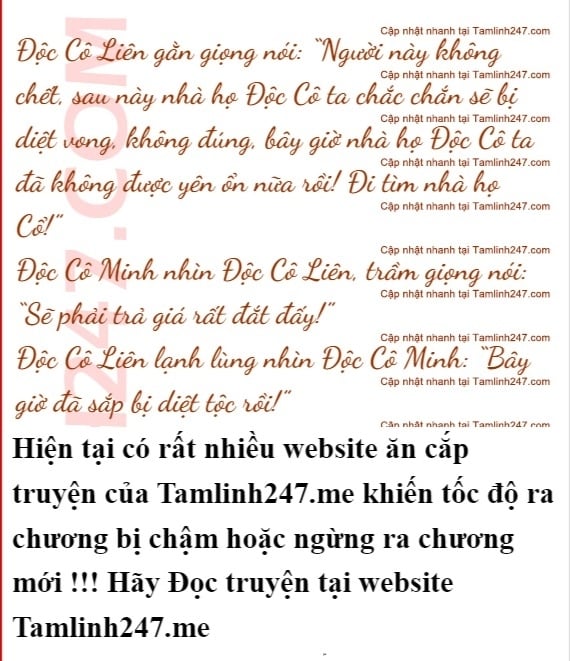 Cập nhật nhanh tại Tamlinh247.com
Độc Cô Liên gằn giọng nói: “Người này không
Cập nhật nhanh tại Tamlinh247.com
chết, sau này nhà họ Độc Cô ta chắc chắn sẽ bị
Cập nhật nhanh tại Tamlinh247.com
diệt vong, không đúng, bây giờ nhà họ Độc Cô ta
Cập nhật nhanh tại Tamlinh247.com
đã không được yên ổn nữa rồi! Đi tìm nhà họ
Cập nhật nhanh tại Tamlinh247.com
Cổ!”
Cập nhật nhanh tại Tamlinh247.com
Độc Cô Minh nhìn Độc Cô Liên, trầm giọng nói:
Cập nhật nhanh tại Tamlinh247.com
“Sẽ phải trả giá rất đắt đấy!”
Cập nhật nhanh tại Tamlinh247.com
Độc Cô Liên lạnh lùng nhìn Độc Cô Minh: “Bây
Cập nhật nhanh tại Tamlinh247.com
giờ đã sắp bị diệt tộc rồi!”
Cập nhật nhanh tại Tamlinh247.com
247.COM
Hiện tại có rất nhiều website ăn cắp
truyện của Tamlinh247.me khiến tốc độ ra
chương bị chậm hoặc ngừng ra chương
mới !!! Hãy Đọc truyện tại website
Tamlinh247.me